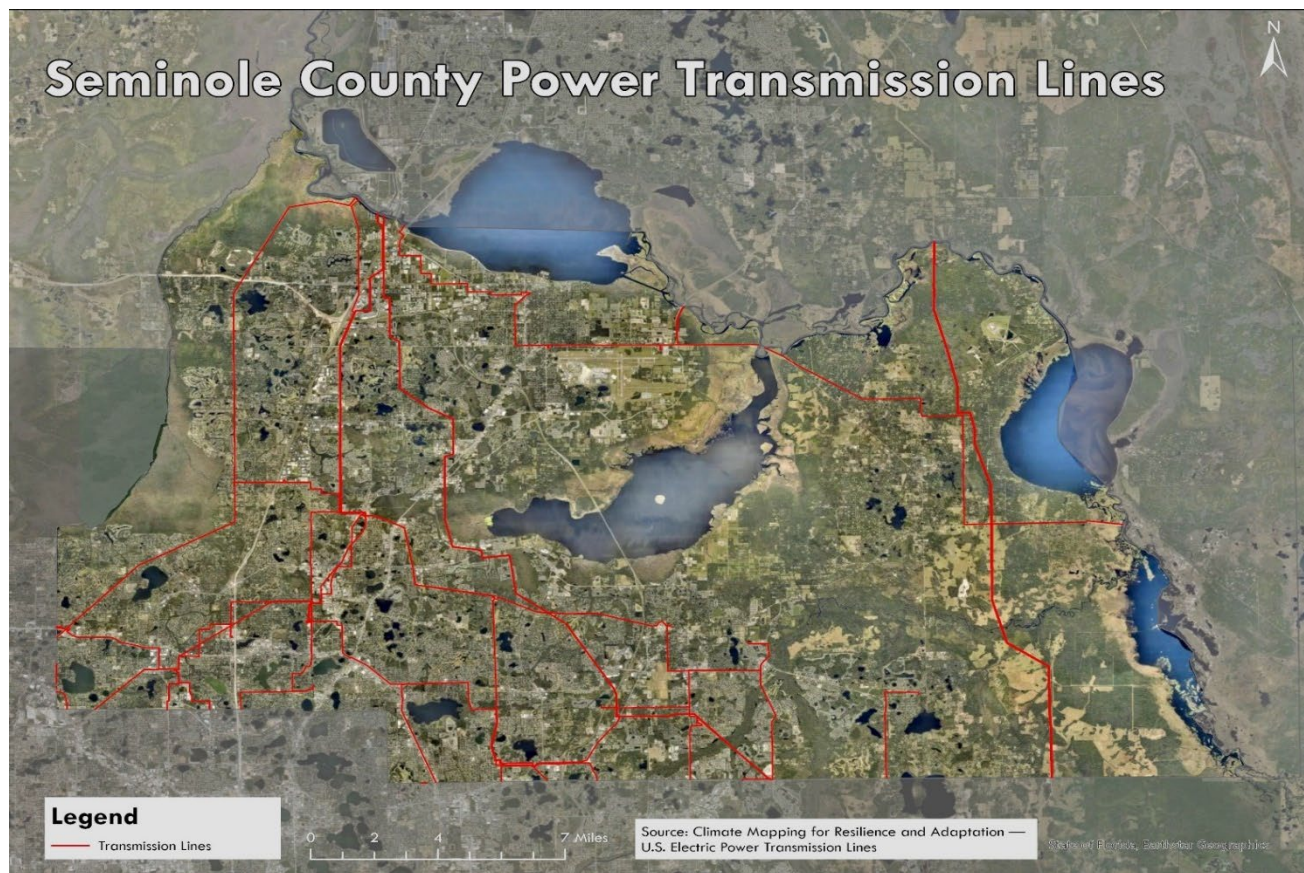 N
Seminole County Power Transmission Lines
Legend
Transmission Lines
0 2 4 7 Miles
Source: Climate Mapping for Resilience and Adaptation —
U.S. Electric Power Transmission Lines
State of Florida, Earthstar Geographics